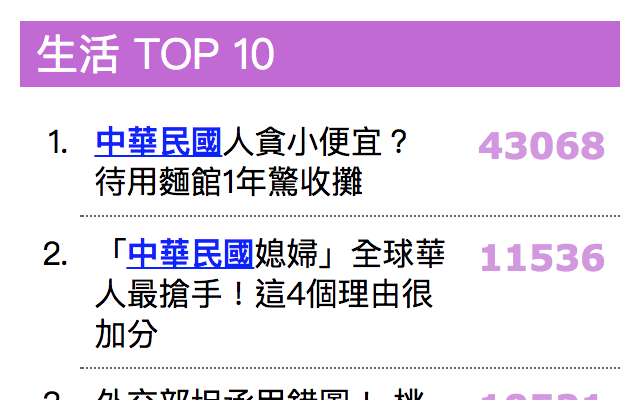 生活 TOP 10
1. 中華民國人貪小便宜？ 43068
待用麵館1年驚收攤
2. 「中華民國媳婦」全球華 11536
人最搶手！這4個理由很
加分